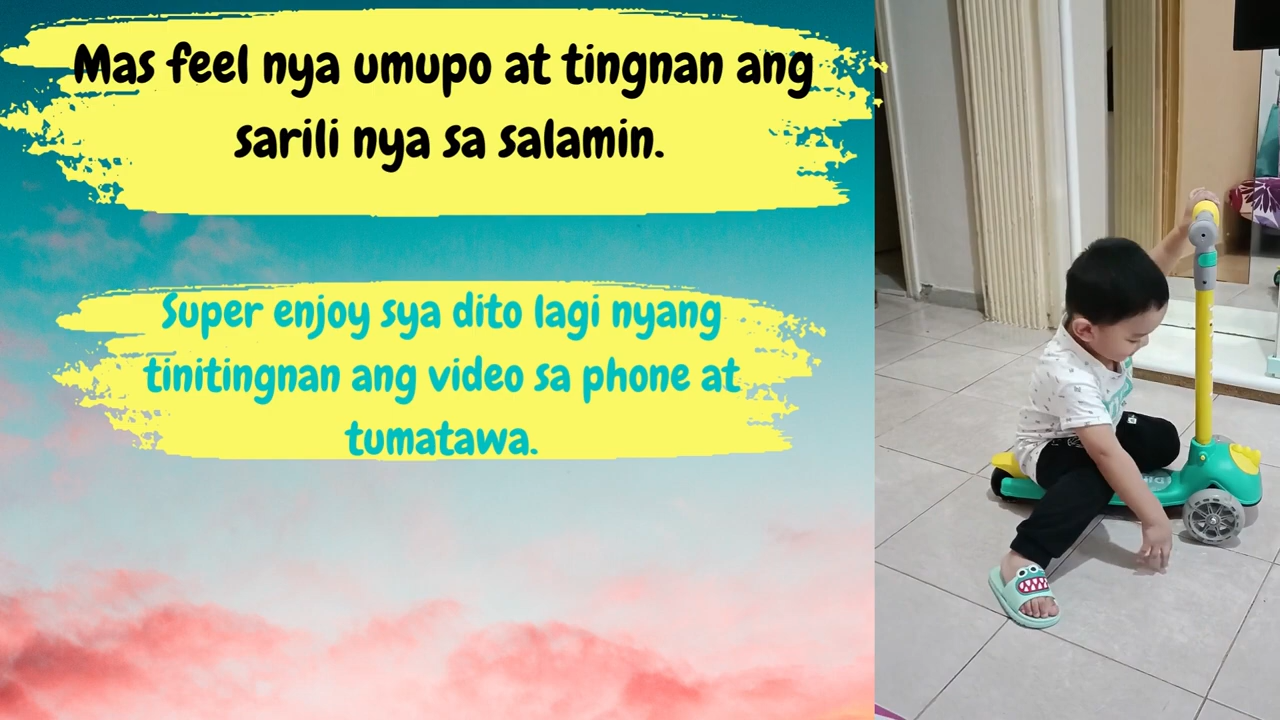 Mas feel nya umupo at tingnan ang
sarili nya sa salamin.
Super enjoy sya dito lagi nyang
tinitingnan ang video sa phone at
tumatawa.